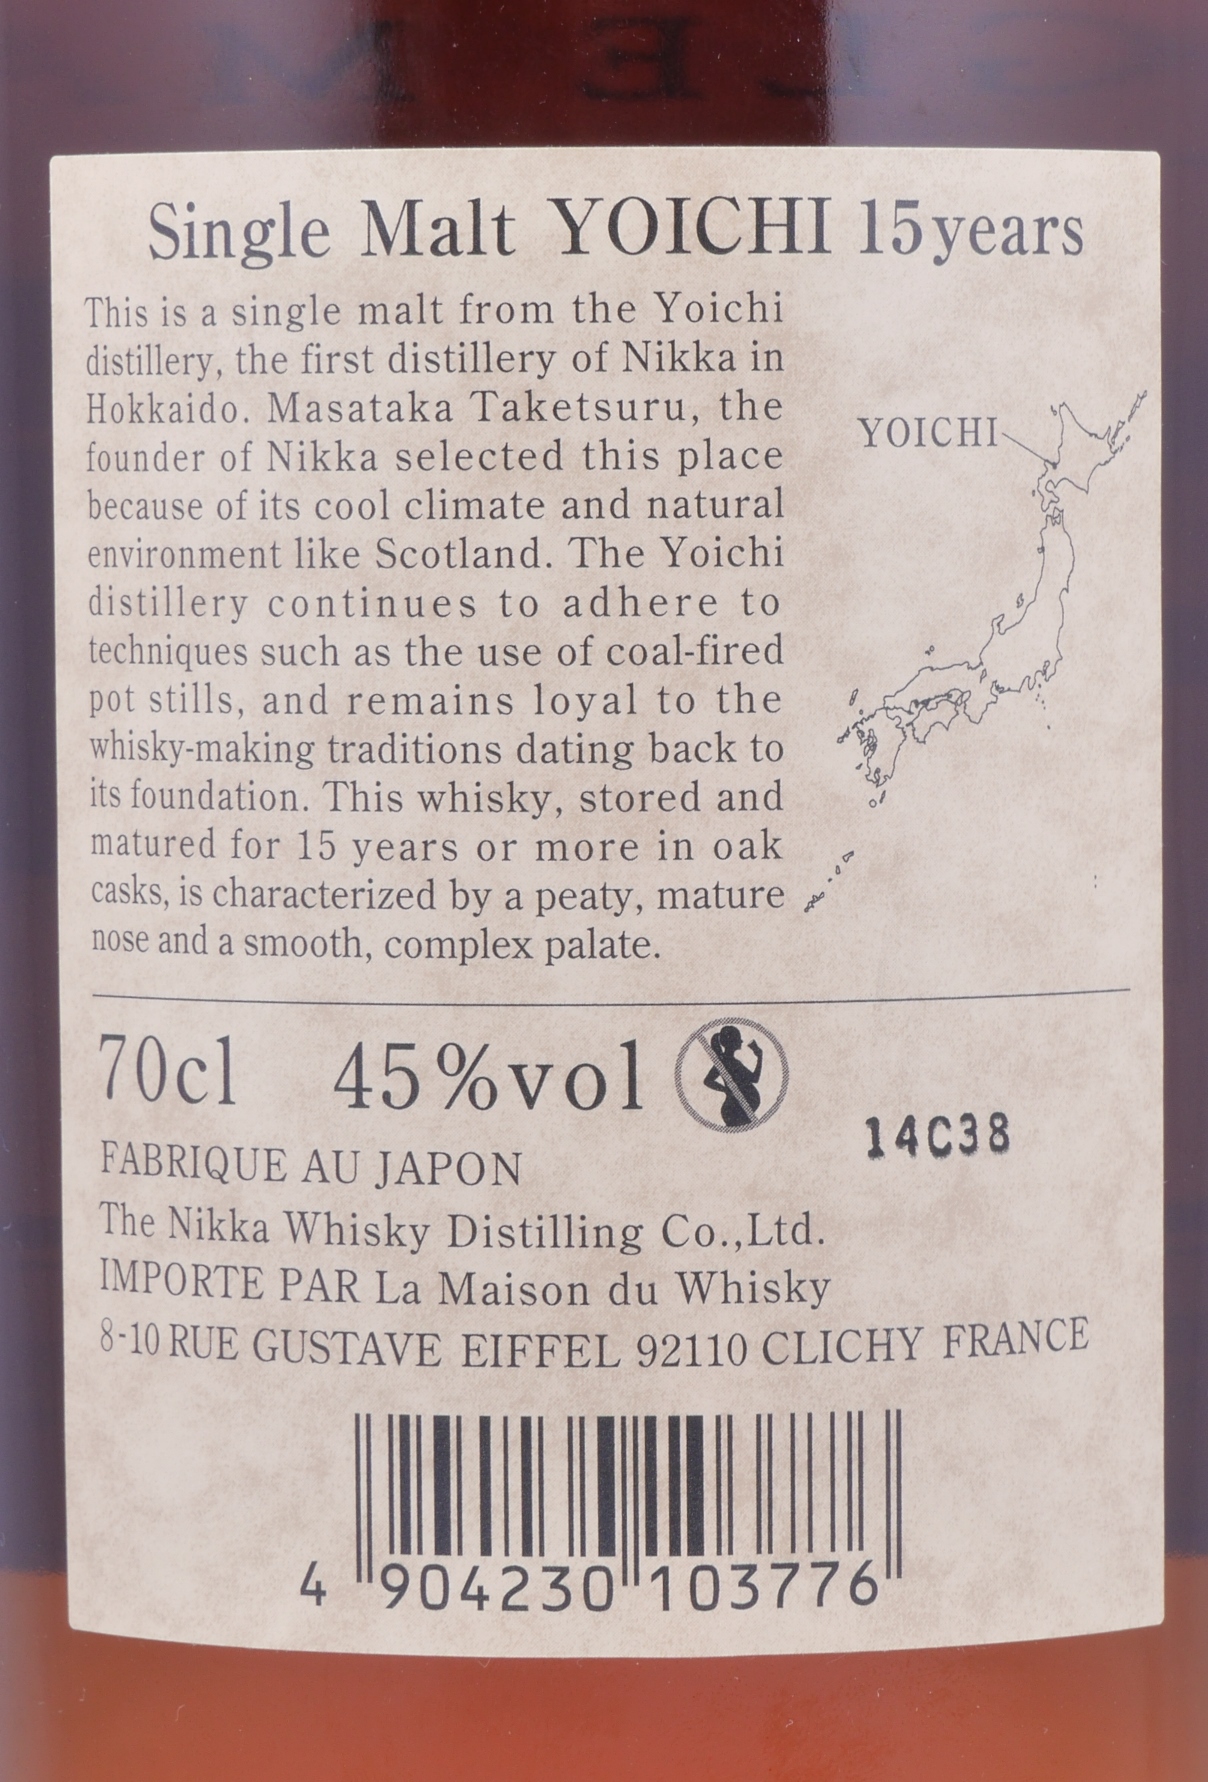 Single Malt YOICHI 15years
This is a single malt from the Yoichi
distillery, the first distillery of Nikka in
Hokkaido. Masataka Taketsuru, the
founder of Nikka selected this place
because of its cool climate and natural
environment like Scotland. The Yoichi
distillery continues to adhere to
techniques such as the use of coal-fired
pot stills, and remains loyal to the
whisky-making traditions dating back to
its foundation. This whisky, stored and
matured for 15 years or more in oak
casks, is characterized by a peaty, mature
nose and a smooth, complex palate.
YOICHI
70cl 45%vol
14C38
FABRIQUE AU JAPON
The Nikka Whisky Distilling Co.,Ltd.
IMPORTE PAR La Maison du Whisky
8-10 RUE GUSTAVE EIFFEL 92110 CLICHY FRANCE
4 904230 103776